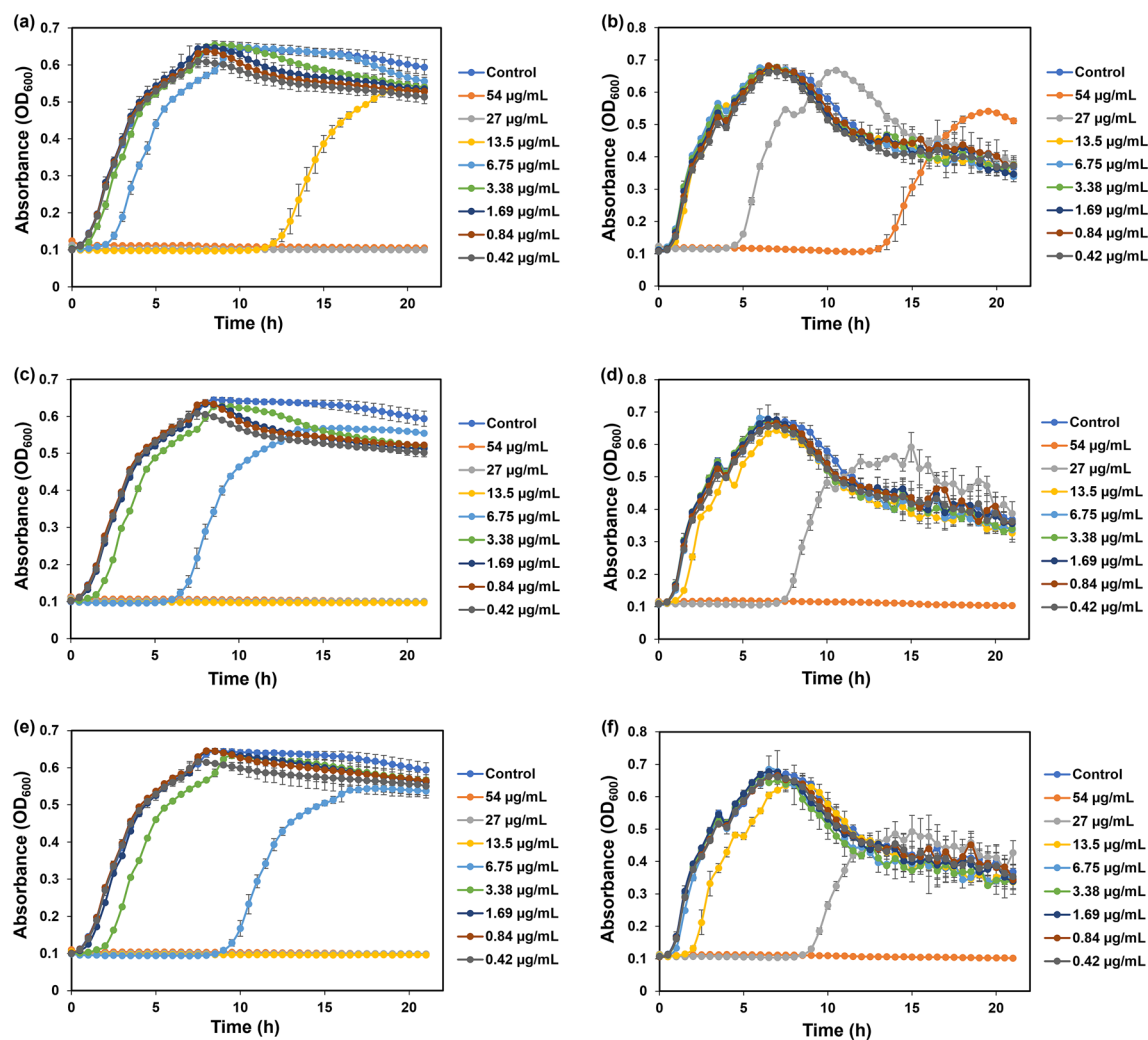 (a)
0.7
0.6
0.5
0.4
0.3
0.2
0.1
0
Absorbance (OD600)
0 5 10 15 20
Time (h)
Control
54 µg/mL
27 µg/mL
13.5 µg/mL
6.75 µg/mL
3.38 µg/mL
1.69 µg/mL
0.84 µg/mL
0.42 µg/mL
(b)
0.8
0.7
0.6
0.5
0.4
0.3
0.2
0.1
0
Absorbance (OD600)
0 5 10 15 20
Time (h)
Control
54 µg/mL
27 µg/mL
13.5 µg/mL
6.75 µg/mL
3.38 µg/mL
1.69 µg/mL
0.84 µg/mL
0.42 µg/mL
(c)
0.7
0.6
0.5
0.4
0.3
0.2
0.1
0
Absorbance (OD600)
0 5 10 15 20
Time (h)
Control
54 µg/mL
27 µg/mL
13.5 µg/mL
6.75 µg/mL
3.38 µg/mL
1.69 µg/mL
0.84 µg/mL
0.42 µg/mL
(d)
0.8
0.7
0.6
0.5
0.4
0.3
0.2
0.1
0
Absorbance (OD600)
0 5 10 15 20
Time (h)
Control
54 µg/mL
27 µg/mL
13.5 µg/mL
6.75 µg/mL
3.38 µg/mL
1.69 µg/mL
0.84 µg/mL
0.42 µg/mL
(e)
0.7
0.6
0.5
0.4
0.3
0.2
0.1
0
Absorbance (OD600)
0 5 10 15 20
Time (h)
Control
54 µg/mL
27 µg/mL
13.5 µg/mL
6.75 µg/mL
3.38 µg/mL
1.69 µg/mL
0.84 µg/mL
0.42 µg/mL
(f)
0.8
0.7
0.6
0.5
0.4
0.3
0.2
0.1
0
Absorbance (OD600)
0 5 10 15 20
Time (h)
Control
54 µg/mL
27 µg/mL
13.5 µg/mL
6.75 µg/mL
3.38 µg/mL
1.69 µg/mL
0.84 µg/mL
0.42 µg/mL